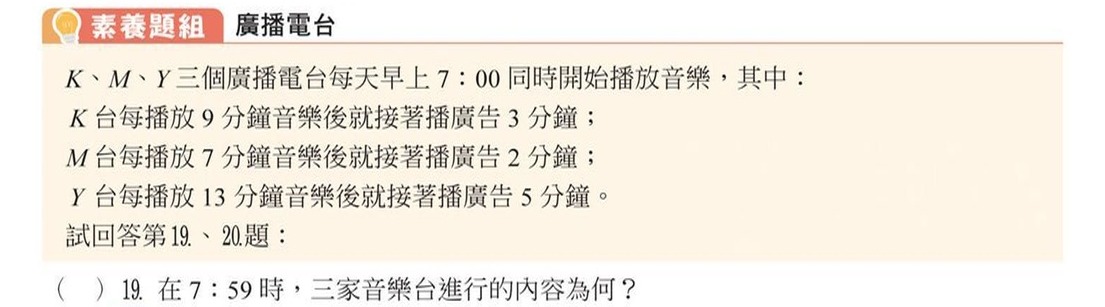 素養題組 廣播電台
K、M、Y三個廣播電台每天早上7：00同時開始播放音樂，其中：
K台每播放9分鐘音樂後就接著播廣告3分鐘；
M台每播放7分鐘音樂後就接著播廣告2分鐘；
Y台每播放13分鐘音樂後就接著播廣告5分鐘。
試回答第19.、20.題：
（ ）19. 在7：59時，三家音樂台進行的內容為何？